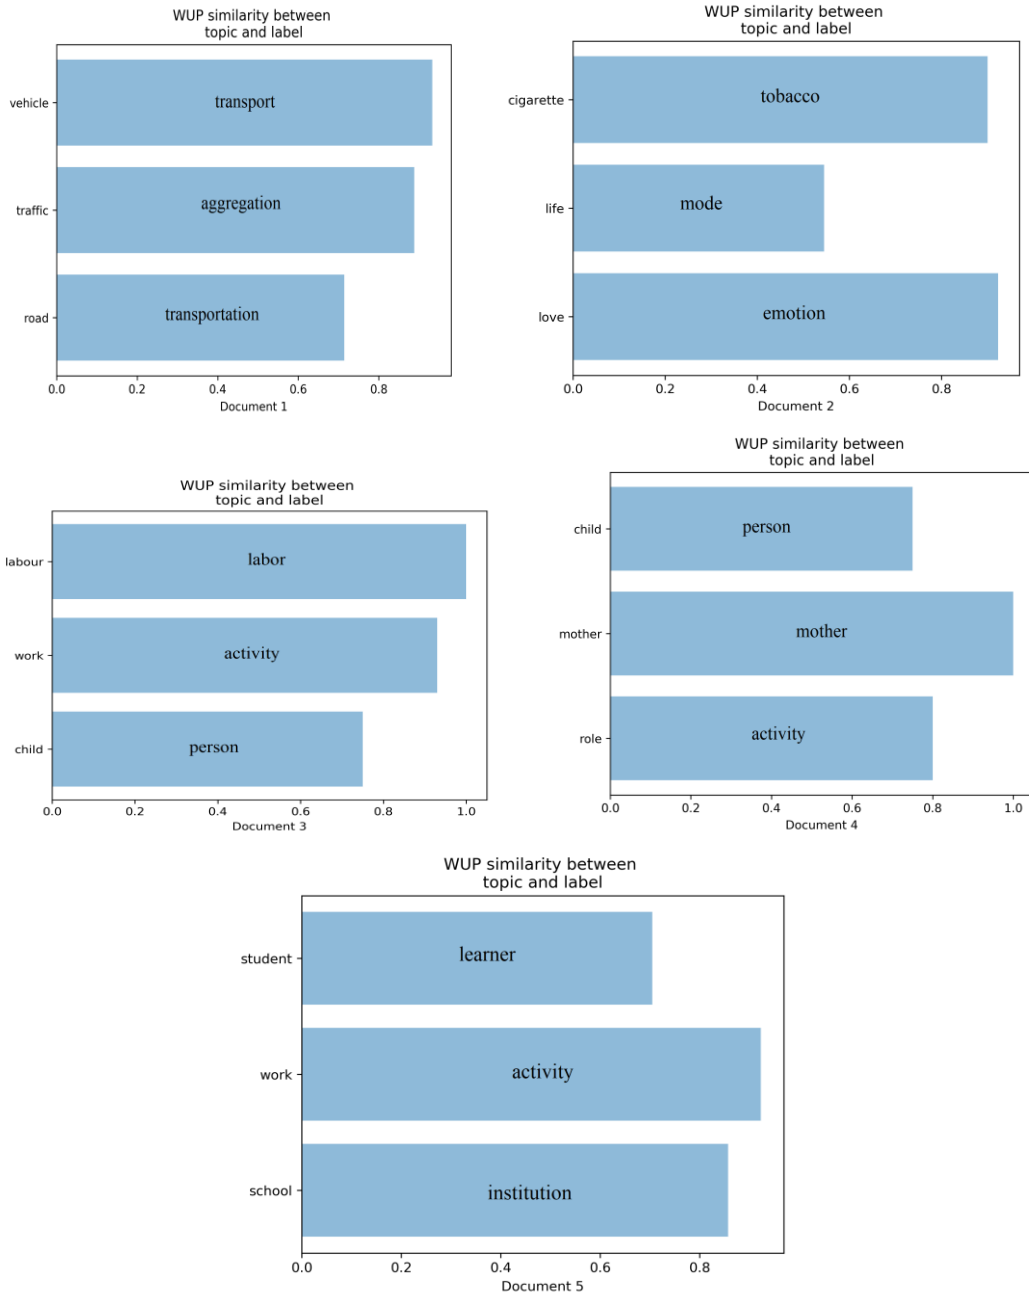 WUP similarity between
topic and label
vehicle
transport
traffic
aggregation
road
transportation
0.0 0.2 0.4 0.6 0.8
Document 1
WUP similarity between
topic and label
cigarette
tobacco
life
mode
love
emotion
0.0 0.2 0.4 0.6 0.8
Document 2
WUP similarity between
topic and label
labour
labor
work
activity
child
person
0.0 0.2 0.4 0.6 0.8 1.0
Document 3
WUP similarity between
topic and label
child
person
mother
mother
role
activity
0.0 0.2 0.4 0.6 0.8 1.0
Document 4
WUP similarity between
topic and label
student
learner
work
activity
school
institution
0.0 0.2 0.4 0.6 0.8
Document 5